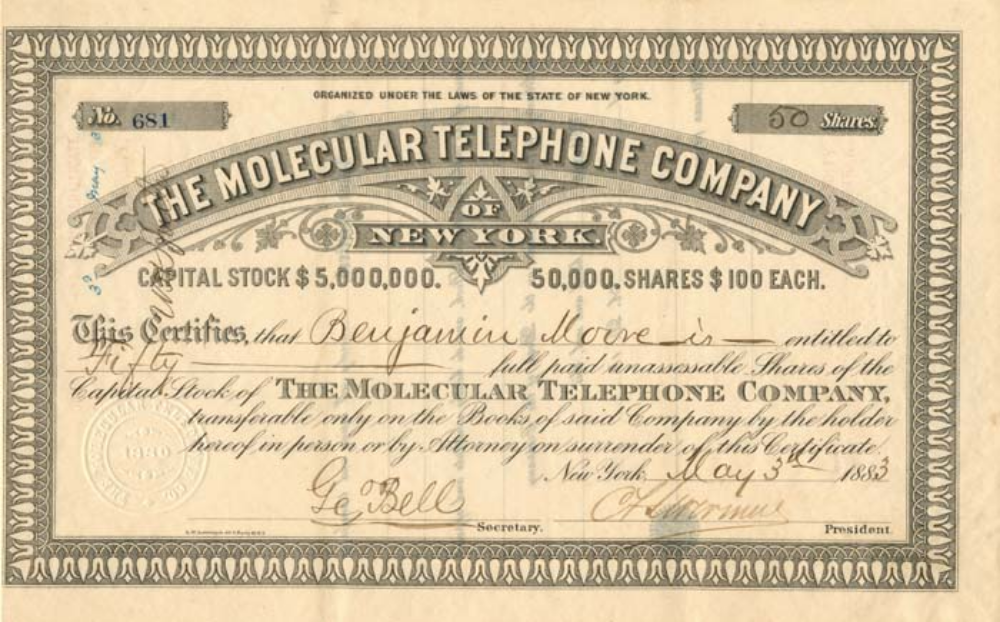 ORGANIZED UNDER THE LAWS OF THE STATE OF NEW YORK.
No. 681
50 Shares
THE MOLECULAR TELEPHONE COMPANY
OF
NEW YORK.
CAPITAL STOCK $5,000,000. 50,000. SHARES $100 EACH.
This Certifies, that Benjamin Moore is entitled to
Fifty full paid unassessable Shares of the
Capital Stock of THE MOLECULAR TELEPHONE COMPANY,
transferable only on the Books of said Company by the holder
hereof in person or by Attorney on surrender of this Certificate.
New York, May 3rd 1883
1880
Geo Bell
Secretary.
President.